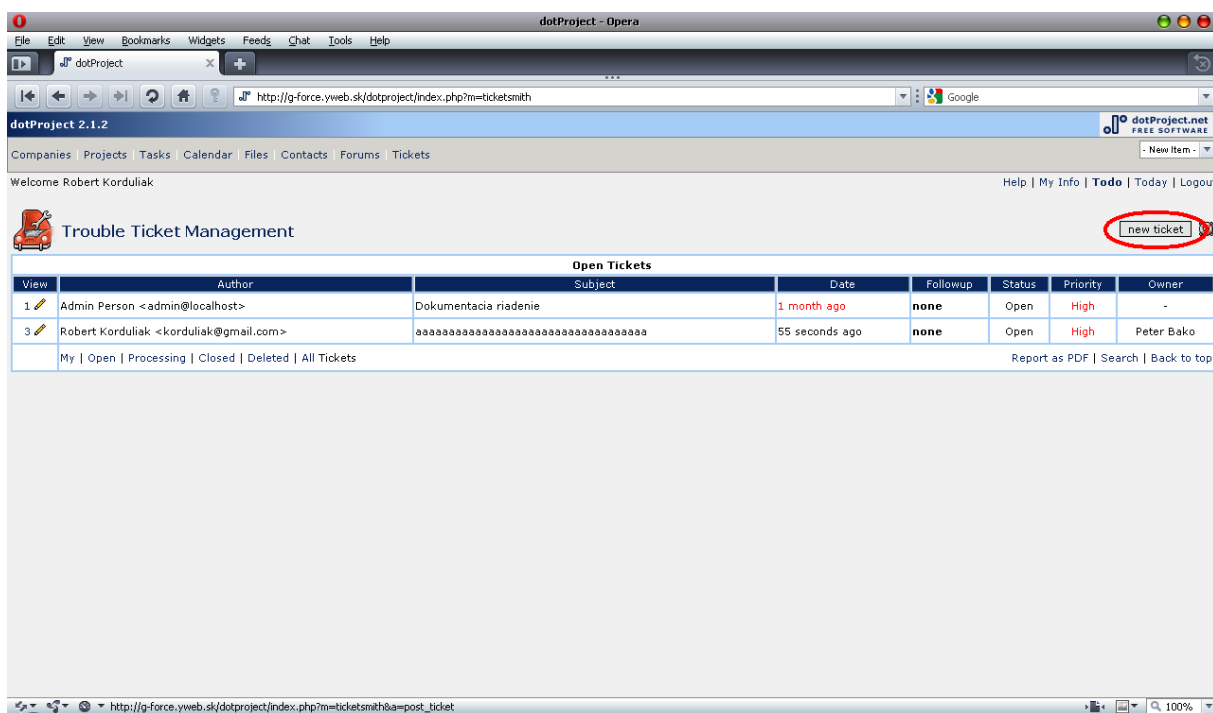 dotProject - Opera
File Edit View Bookmarks Widgets Feeds Chat Tools Help
dotProject
http://g-force.yweb.sk/dotproject/index.php?m=ticketsmith Google
dotProject 2.1.2 dotProject.net
FREE SOFTWARE
Companies | Projects | Tasks | Calendar | Files | Contacts | Forums | Tickets - New Item -
Welcome Robert Korduliak Help | My Info | Todo | Today | Logou
Trouble Ticket Management new ticket
Open Tickets
View Author Subject Date Followup Status Priority Owner
1 Admin Person <admin@localhost> Dokumentacia riadenie 1 month ago none Open High -
3 Robert Korduliak <korduliak@gmail.com> aaaaaaaaaaaaaaaaaaaaaaaaaaaaaaaaaaa 55 seconds ago none Open High Peter Bako
My | Open | Processing | Closed | Deleted | All Tickets Report as PDF | Search | Back to top
http://g-force.yweb.sk/dotproject/index.php?m=ticketsmith&a=post_ticket 100%